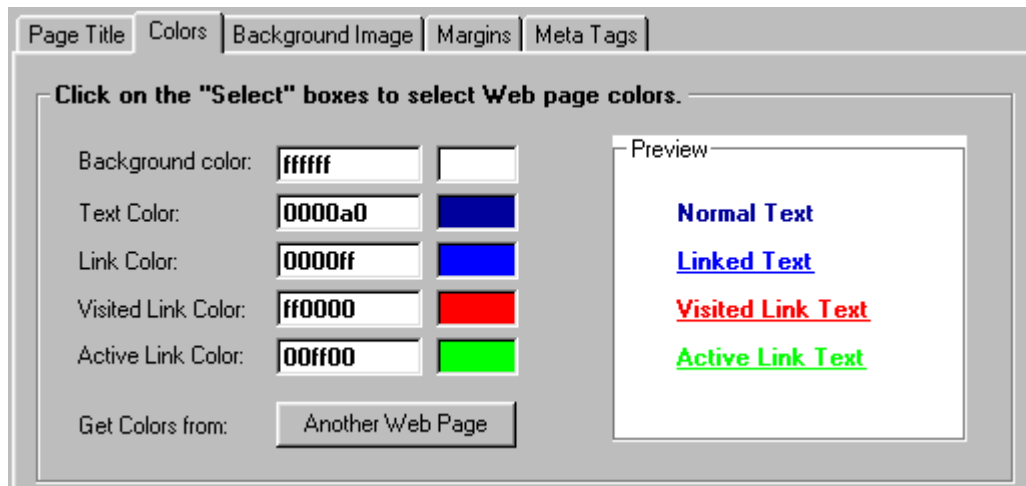 Page Title Colors Background Image Margins Meta Tags
Click on the "Select" boxes to select Web page colors.
Background color: ffffff
Text Color: 0000a0
Link Color: 0000ff
Visited Link Color: ff0000
Active Link Color: 00ff00
Get Colors from: Another Web Page
Preview
Normal Text
Linked Text
Visited Link Text
Active Link Text